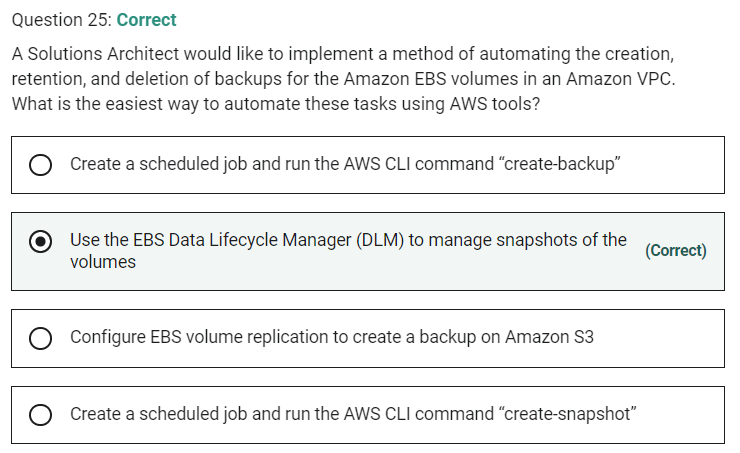 Question 25: Correct
A Solutions Architect would like to implement a method of automating the creation,
retention, and deletion of backups for the Amazon EBS volumes in an Amazon VPC.
What is the easiest way to automate these tasks using AWS tools?
Create a scheduled job and run the AWS CLI command “create-backup”
Use the EBS Data Lifecycle Manager (DLM) to manage snapshots of the
volumes
(Correct)
Configure EBS volume replication to create a backup on Amazon S3
Create a scheduled job and run the AWS CLI command “create-snapshot”